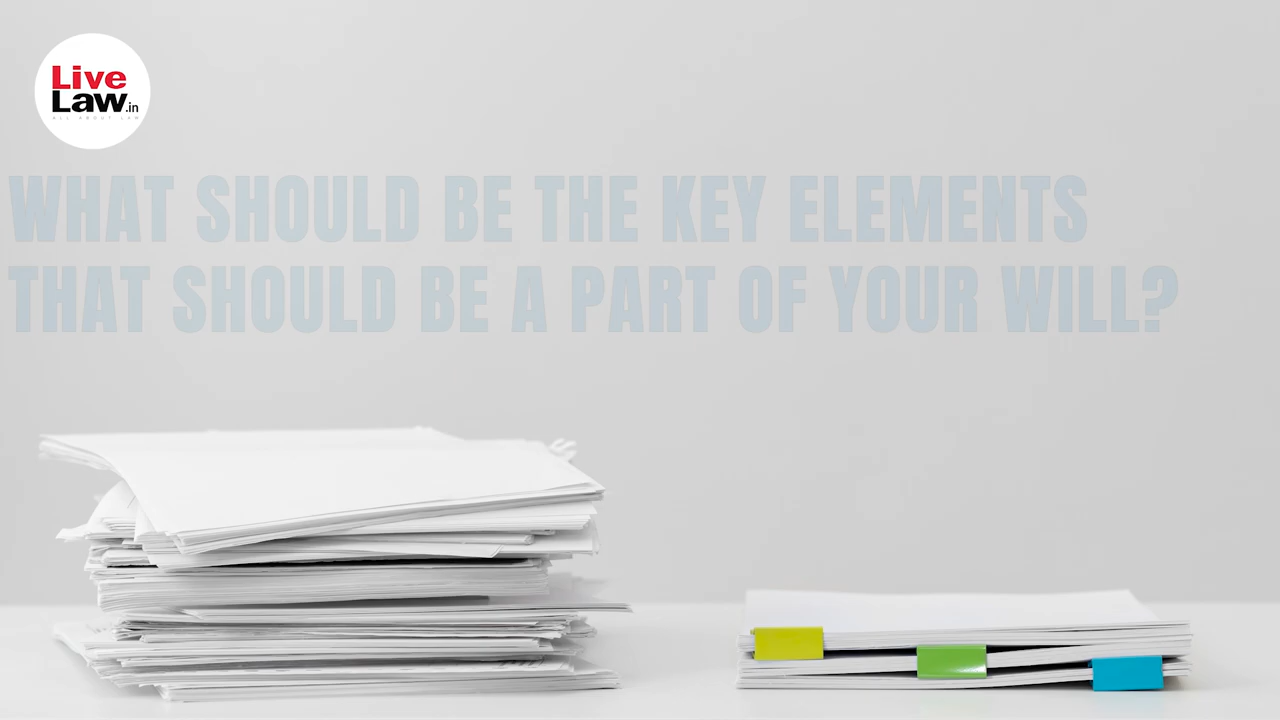 Live
Law.in
ALL ABOUT LAW
WHAT SHOULD BE THE KEY ELEMENTS
THAT SHOULD BE A PART OF YOUR WILL?